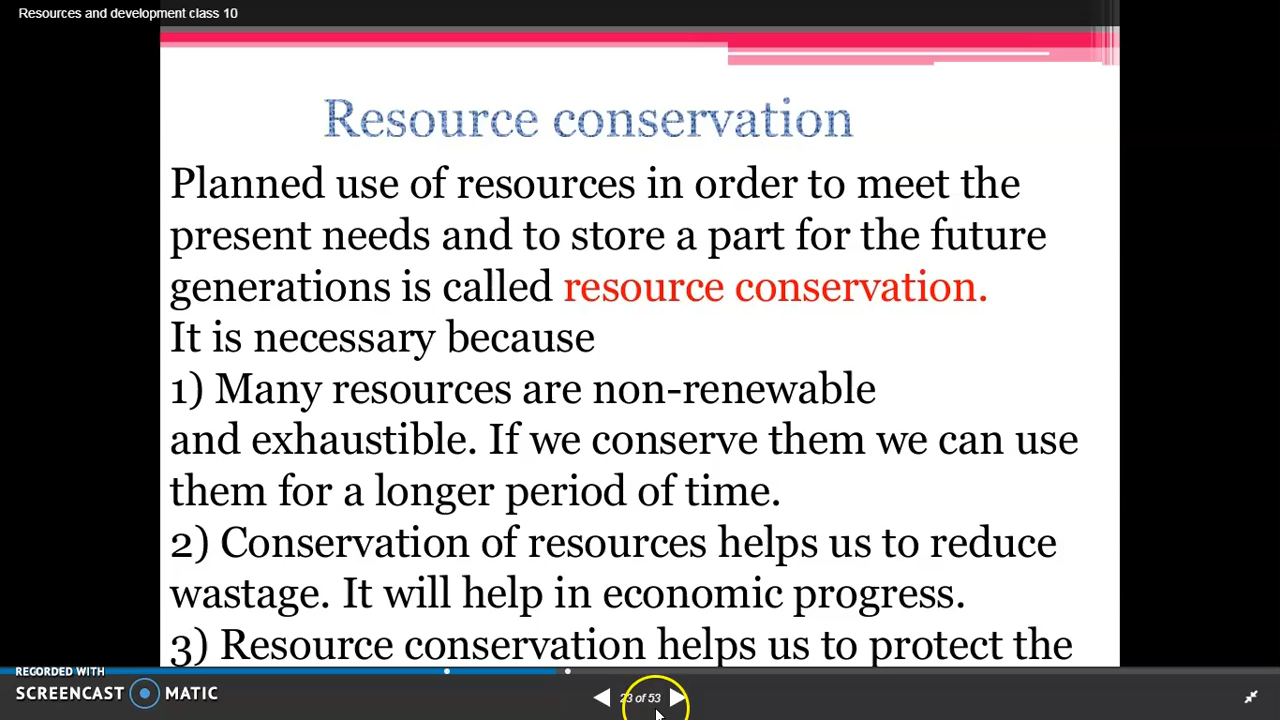 Resources and development class 10
Resource conservation
Planned use of resources in order to meet the
present needs and to store a part for the future
generations is called resource conservation.
It is necessary because
1) Many resources are non-renewable
and exhaustible. If we conserve them we can use
them for a longer period of time.
2) Conservation of resources helps us to reduce
wastage. It will help in economic progress.
3) Resource conservation helps us to protect the
RECORDED WITH
SCREENCAST MATIC
23 of 53